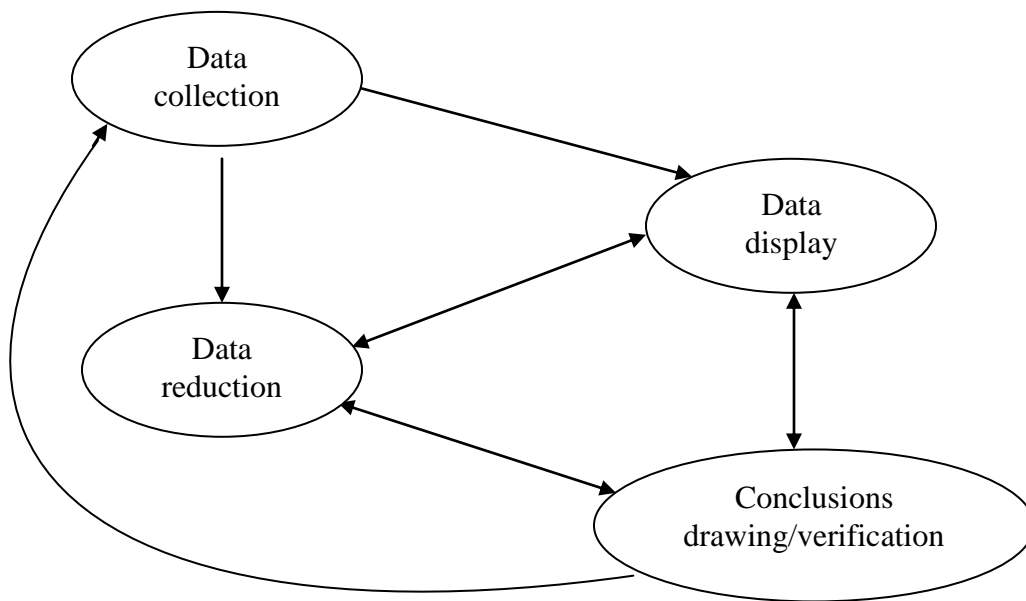 Data
collection
Data
display
Data
reduction
Conclusions
drawing/verification